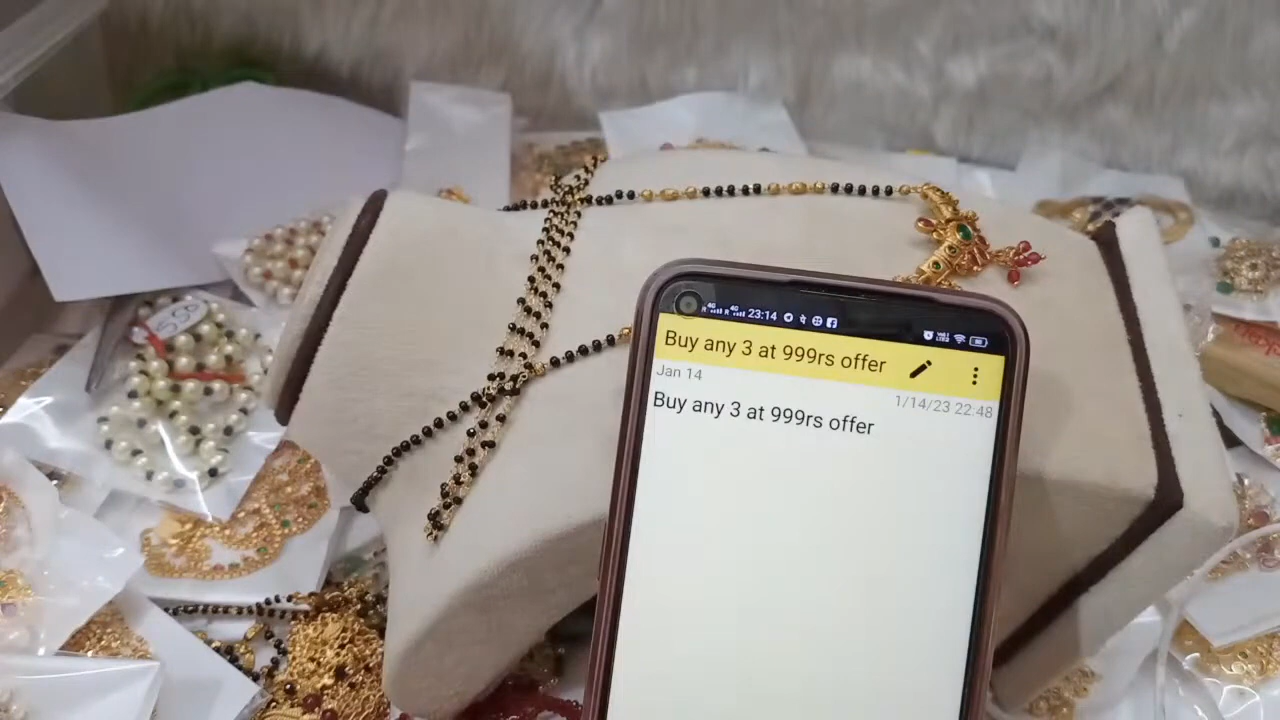 23:14
Buy any 3 at 999rs offer
Jan 14
1/14/23 22:48
Buy any 3 at 999rs offer